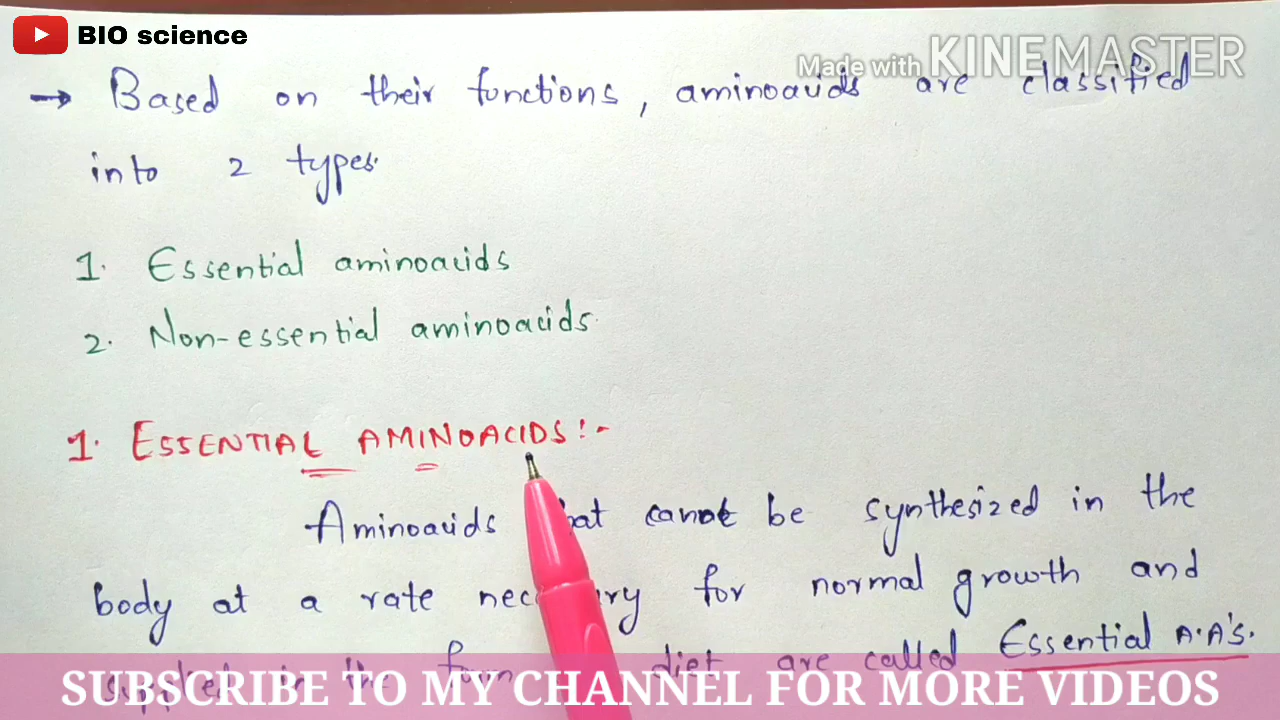 BIO science
Made with KINEMASTER
→ Based on their functions, aminoacids are classified
into 2 types.
1. Essential aminoacids
2. Non-essential aminoacids.
1. ESSENTIAL AMINOACIDS:-
Aminoacids cannot be synthesized in the
body at a rate for normal growth and
in the diet are called Essential A.A's.
SUBSCRIBE TO MY CHANNEL FOR MORE VIDEOS